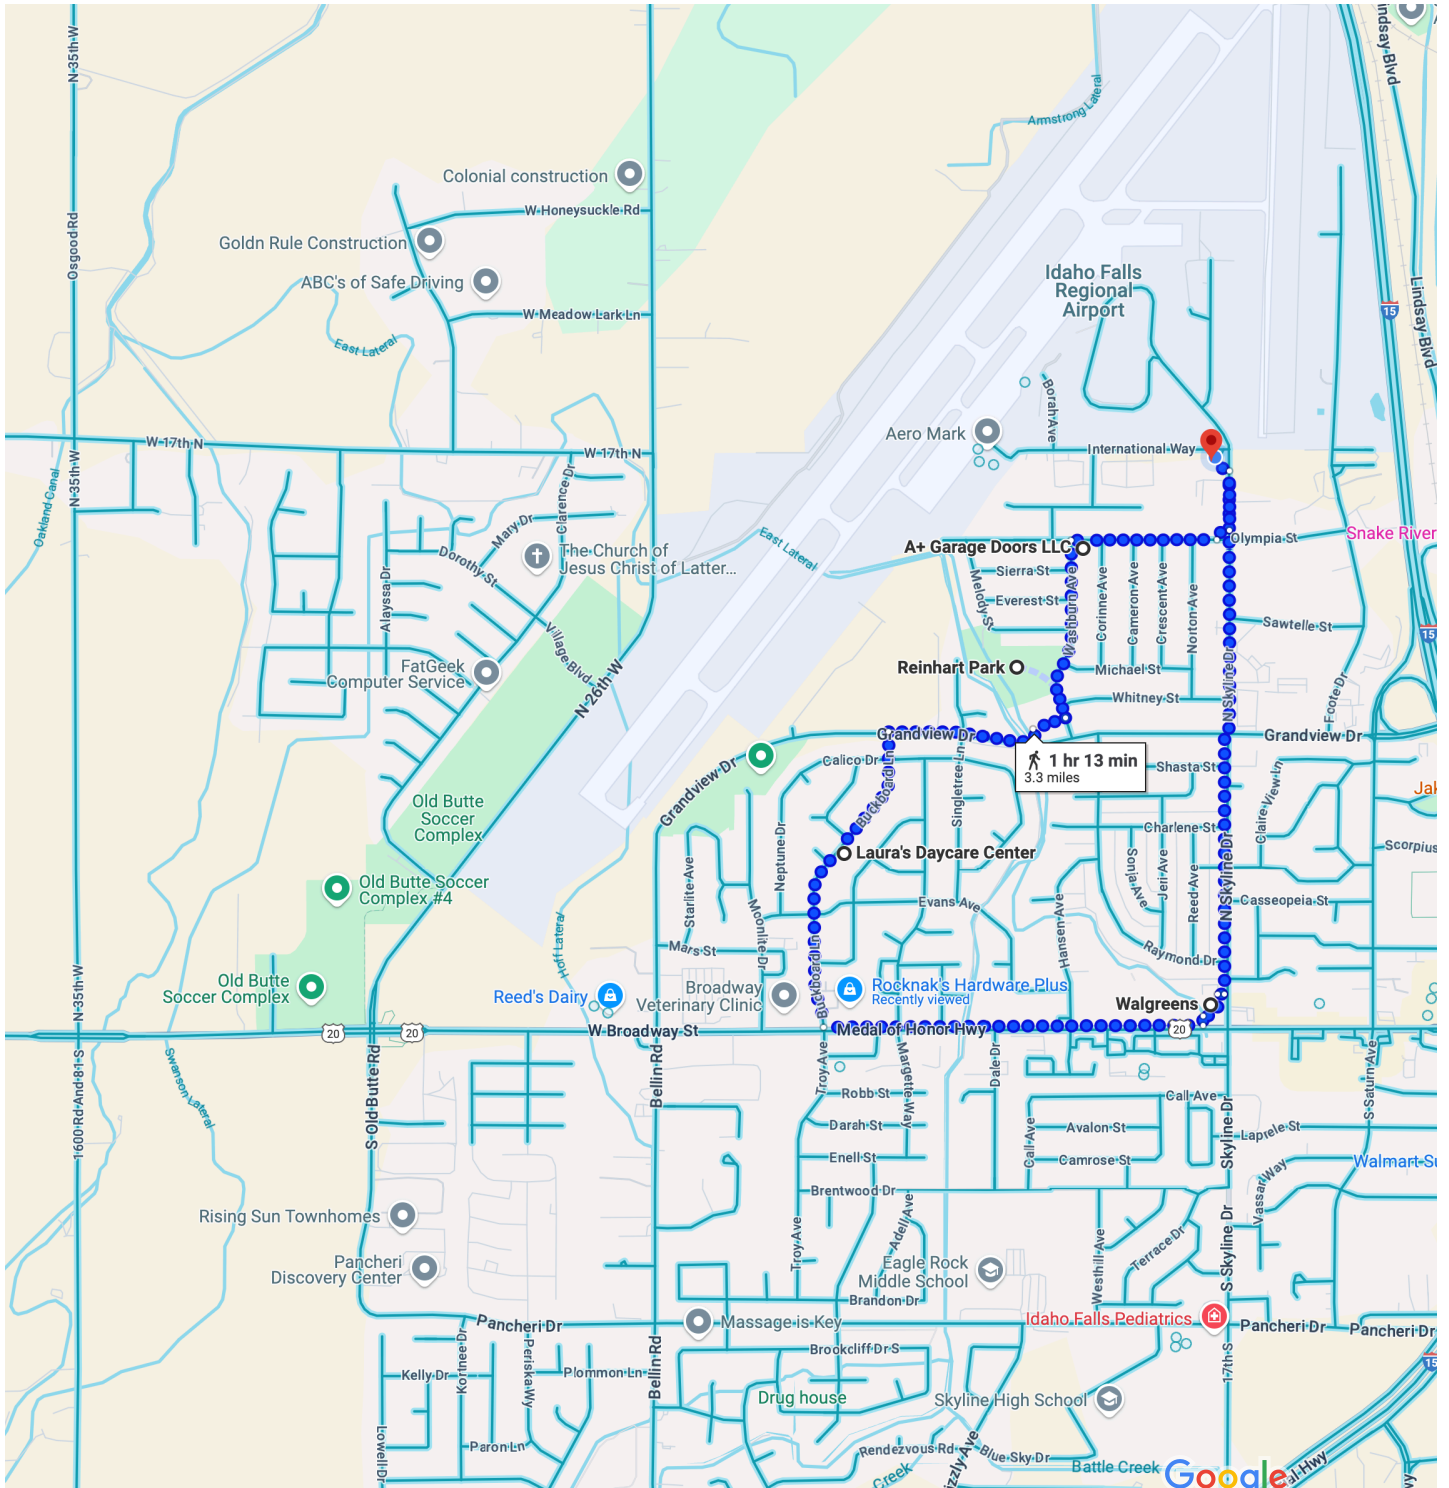 N 35th W
Lindsay Blvd
Armstrong Lateral
Colonial construction
W Honeysuckle Rd
Osgood Rd
Goldn Rule Construction
ABC's of Safe Driving
Idaho Falls
Regional
Airport
W Meadow Lark Ln
15
Lindsay Blvd
East Lateral
Borah Ave
Aero Mark
International Way
W 17th N
W 17th N
N 35th W
Oakland Canal
Clarence Dr
Mary Dr
Snake River
Olympia St
East Lateral
A+ Garage Doors LLC
The Church of
Jesus Christ of Latter...
Dorothy St
Sierra St
Alayssa Dr
Melody St
Everest St
Washburn Ave
Corinne Ave
Cameron Ave
Crescent Ave
Norton Ave
Sawtelle St
15
Village Blvd
FatGeek
Computer Service
Reinhart Park
Michael St
N 26th W
Whitney St
N Skyline Dr
Foote Dr
Grandview Dr
Grandview Dr
1 hr 13 min
3.3 miles
Calico Dr
Shasta St
Grandview Dr
Buckboard Ln
Singletree Ln
Claire View Ln
Old Butte
Soccer
Complex
Charlene St
Laura's Daycare Center
Neptune Dr
Scorpius
Old Butte Soccer
Complex #4
Starlite Ave
Sonja Ave
Jeri Ave
Reed Ave
N Skyline Dr
Evans Ave
Casseopeia St
Moonlite Dr
Hansen Ave
Hoff Lateral
Mars St
Raymond Dr
Old Butte
Soccer Complex
Buckboard Ln
Reed's Dairy
Broadway
Veterinary Clinic
Rocknak's Hardware Plus
Recently viewed
Walgreens
N 35th W
20
20
W Broadway St
Medal of Honor Hwy
20
Swanson Lateral
1600 Rd And 81 S
S Old Butte Rd
Bellin Rd
Troy Ave
Margette Way
Dale Dr
S Saturn Ave
Robb St
Call Ave
Darah St
Call Ave
Avalon St
Skyline Dr
Laprele St
Enell St
Camrose St
Brentwood Dr
Vassar Way
Rising Sun Townhomes
Troy Ave
Adell Ave
Westhill Ave
Terrace Dr
S Skyline Dr
Pancheri
Discovery Center
Eagle Rock
Middle School
Brandon Dr
Pancheri Dr
Massage is Key
Idaho Falls Pediatrics
Pancheri Dr
Pancheri Dr
Kortnee Dr
Periska Wy
Bellin Rd
Brookcliff Dr S
17th S
15
Kelly Dr
Plommon Ln
Drug house
Skyline High School
Lowell Dr
Paron Ln
Rendezvous Rd
Blue Sky Dr
Creek
Battle Creek
Google